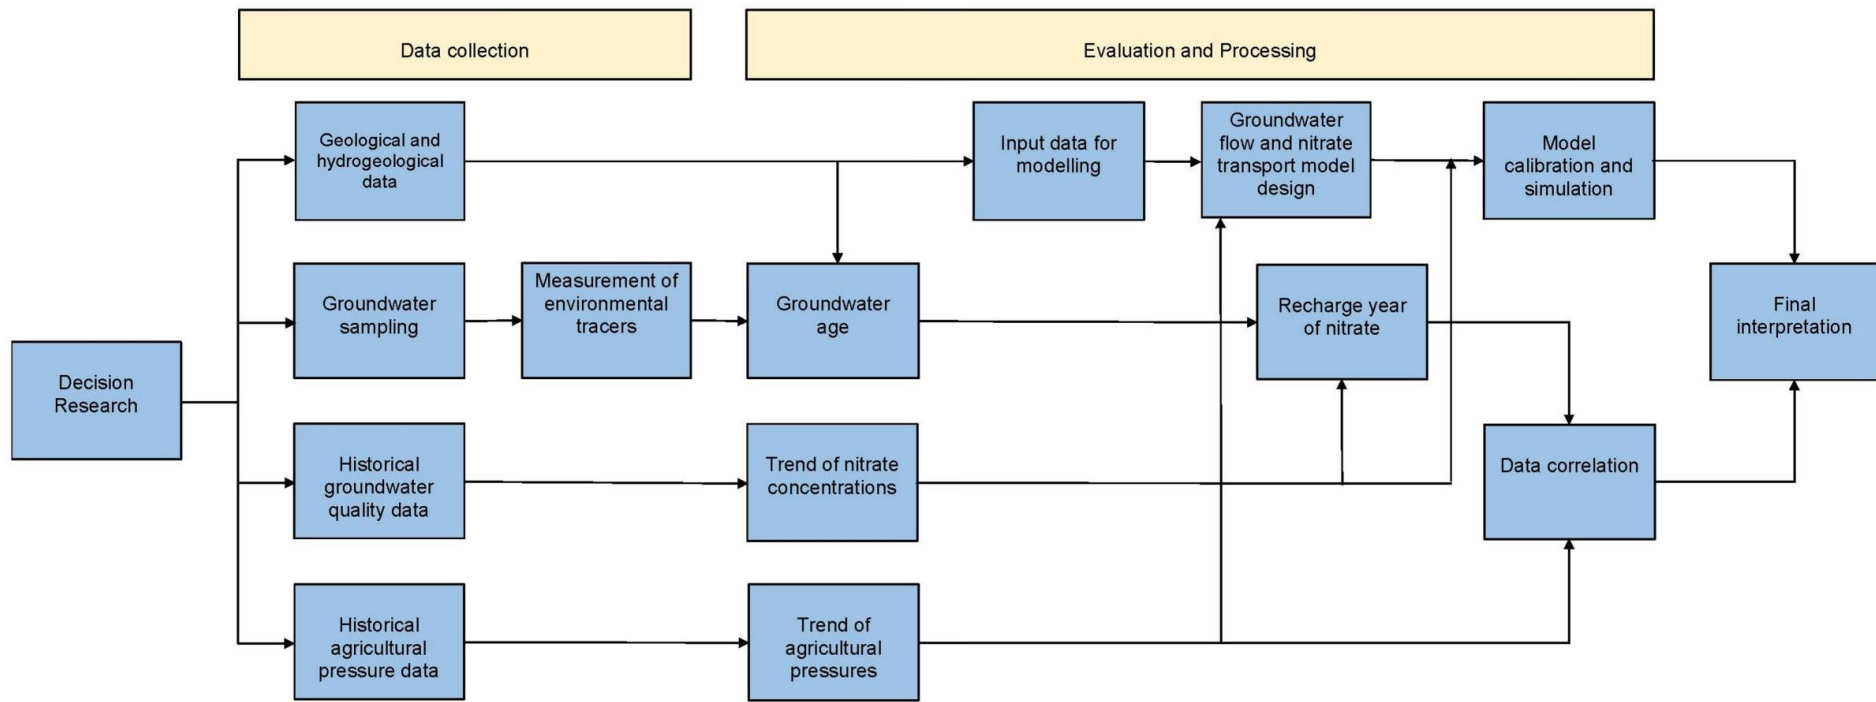 Data collection
Evaluation and Processing
Geological and
hydrogeological
data
Input data for
modelling
Groundwater
flow and nitrate
transport model
design
Model
calibration and
simulation
Groundwater
sampling
Measurement of
environmental
tracers
Groundwater
age
Recharge year
of nitrate
Final
interpretation
Decision
Research
Historical
groundwater
quality data
Trend of nitrate
concentrations
Data correlation
Historical
agricultural
pressure data
Trend of
agricultural
pressures